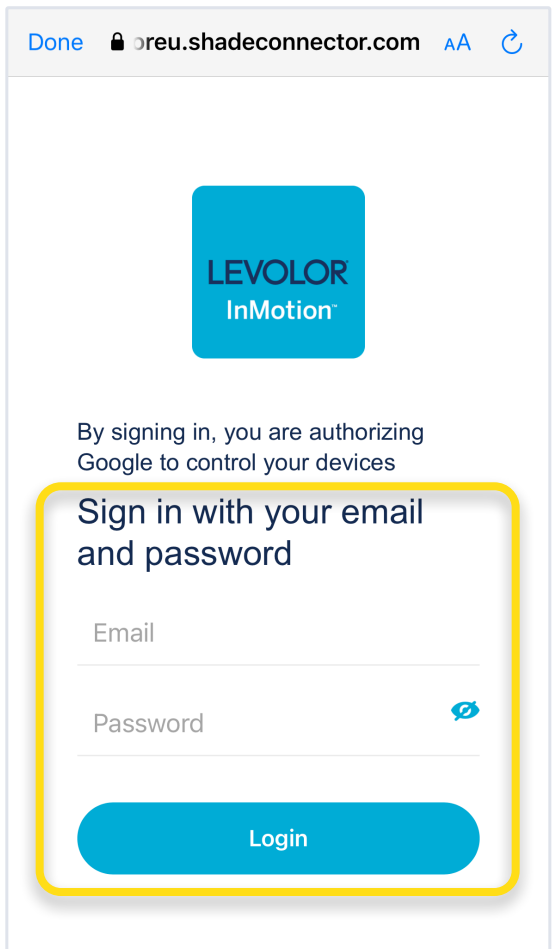 Done oreu.shadeconnector.com AA
LEVOLOR
InMotion™
By signing in, you are authorizing
Google to control your devices
Sign in with your email
and password
Email
Password
Login